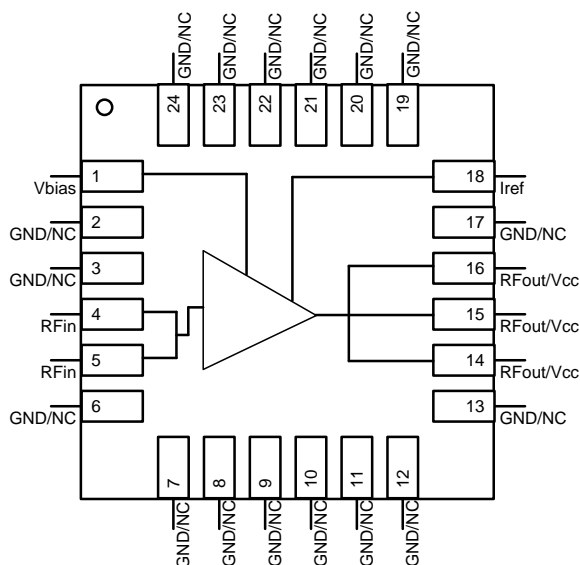 GND/NC GND/NC GND/NC GND/NC GND/NC GND/NC
24 23 22 21 20 19
1 18
Vbias Iref
2 17
GND/NC GND/NC
3 16
GND/NC RFout/Vcc
4 15
RFin RFout/Vcc
5 14
RFin RFout/Vcc
6 13
GND/NC GND/NC
7 8 9 10 11 12
GND/NC GND/NC GND/NC GND/NC GND/NC GND/NC